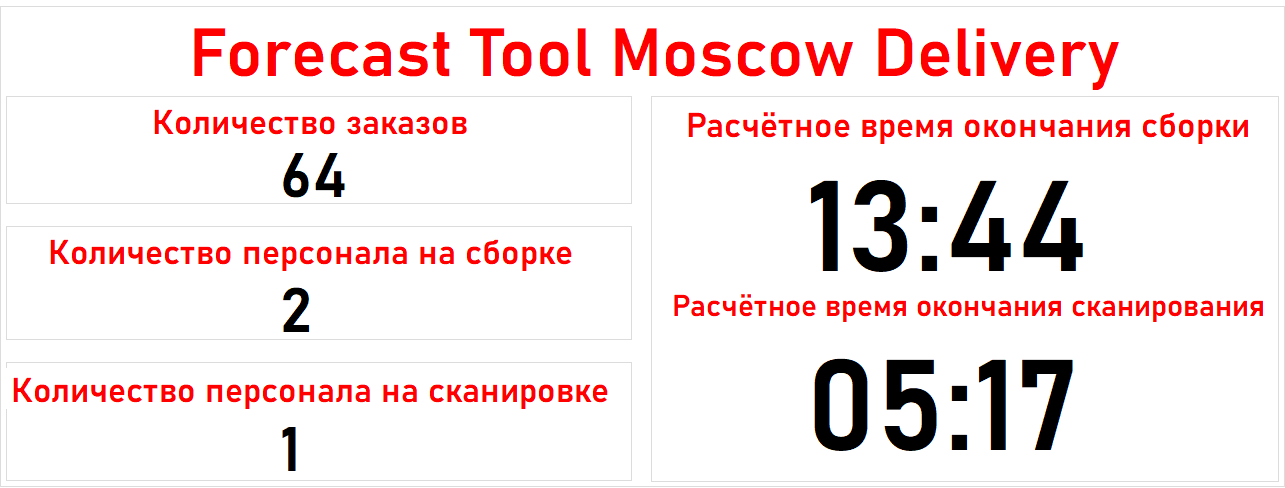 Forecast Tool Moscow Delivery
Количество заказов
64
Количество персонала на сборке
2
Количество персонала на сканировке
1
Расчётное время окончания сборки
13:44
Расчётное время окончания сканирования
05:17